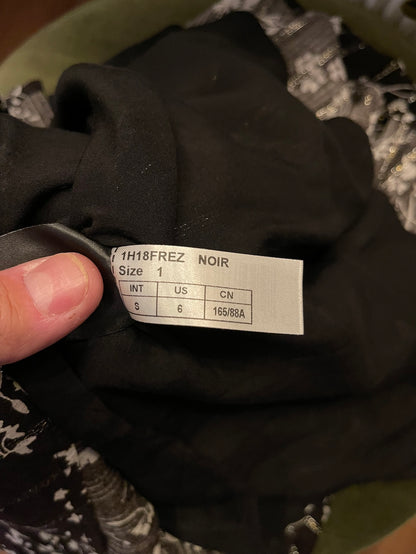 1H18FREZ NOIR
Size 1
INT US CN
S 6 165/88A